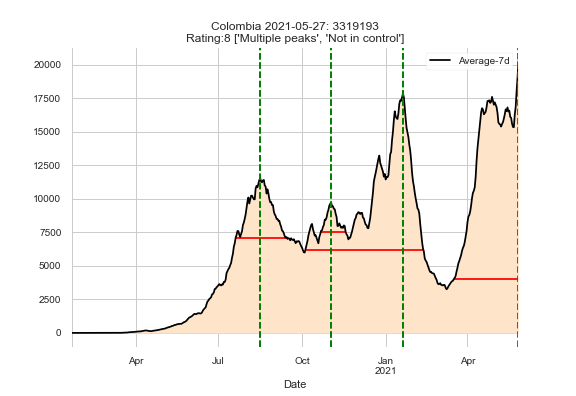 Colombia 2021-05-27: 3319193
Rating:8 ['Multiple peaks', 'Not in control']
Average-7d
20000
17500
15000
12500
10000
7500
5000
2500
0
Apr
Jul
Oct
Jan
2021
Apr
Date